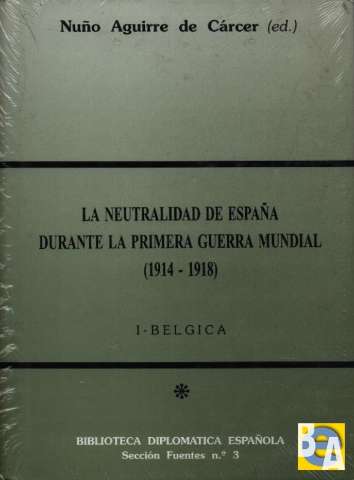 Nuño Aguirre de Cárcer (ed.)
LA NEUTRALIDAD DE ESPAÑA
DURANTE LA PRIMERA GUERRA MUNDIAL
(1914 - 1918)
I - BELGICA
*
BIBLIOTECA DIPLOMATICA ESPAÑOLA
Sección Fuentes n.º 3
BA